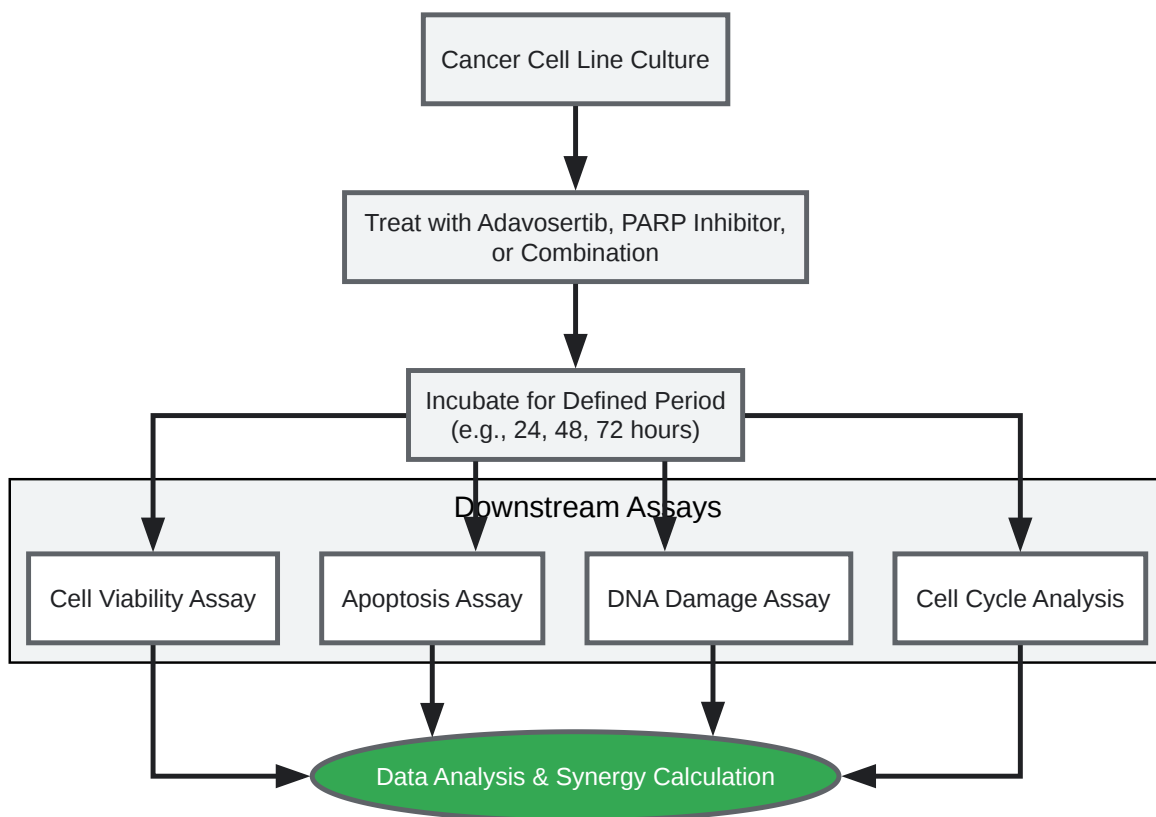 Cancer Cell Line Culture
Treat with Adavosertib, PARP Inhibitor,
or Combination
Incubate for Defined Period
(e.g., 24, 48, 72 hours)
Downstream Assays
Cell Viability Assay
Apoptosis Assay
DNA Damage Assay
Cell Cycle Analysis
Data Analysis & Synergy Calculation